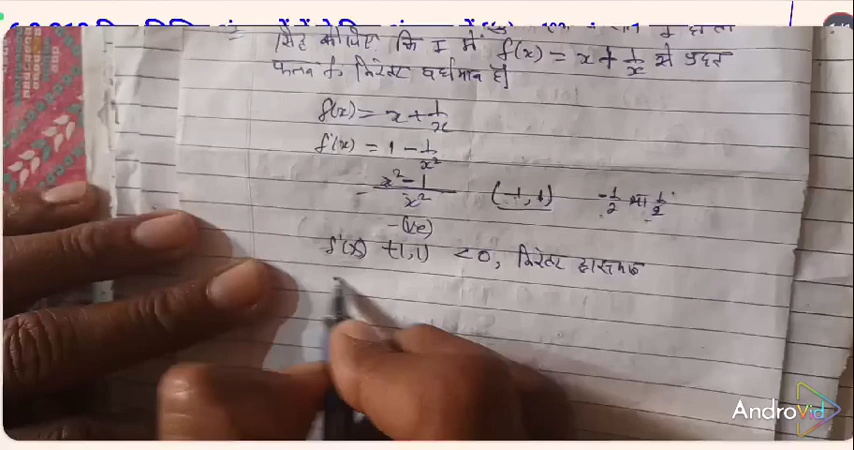 सिद्ध कीजिए कि I में f(x) = x + 1/x से प्रदत्त
फलन f, निरंतर वर्धमान है|
f(x) = x + 1/x
f'(x) = 1 - 1/x²
= x² - 1 / x² (-1, 1) -1/2 या 1/2
-(ve)
f'(x) (-1, 1) < 0, निरंतर
AndroVid